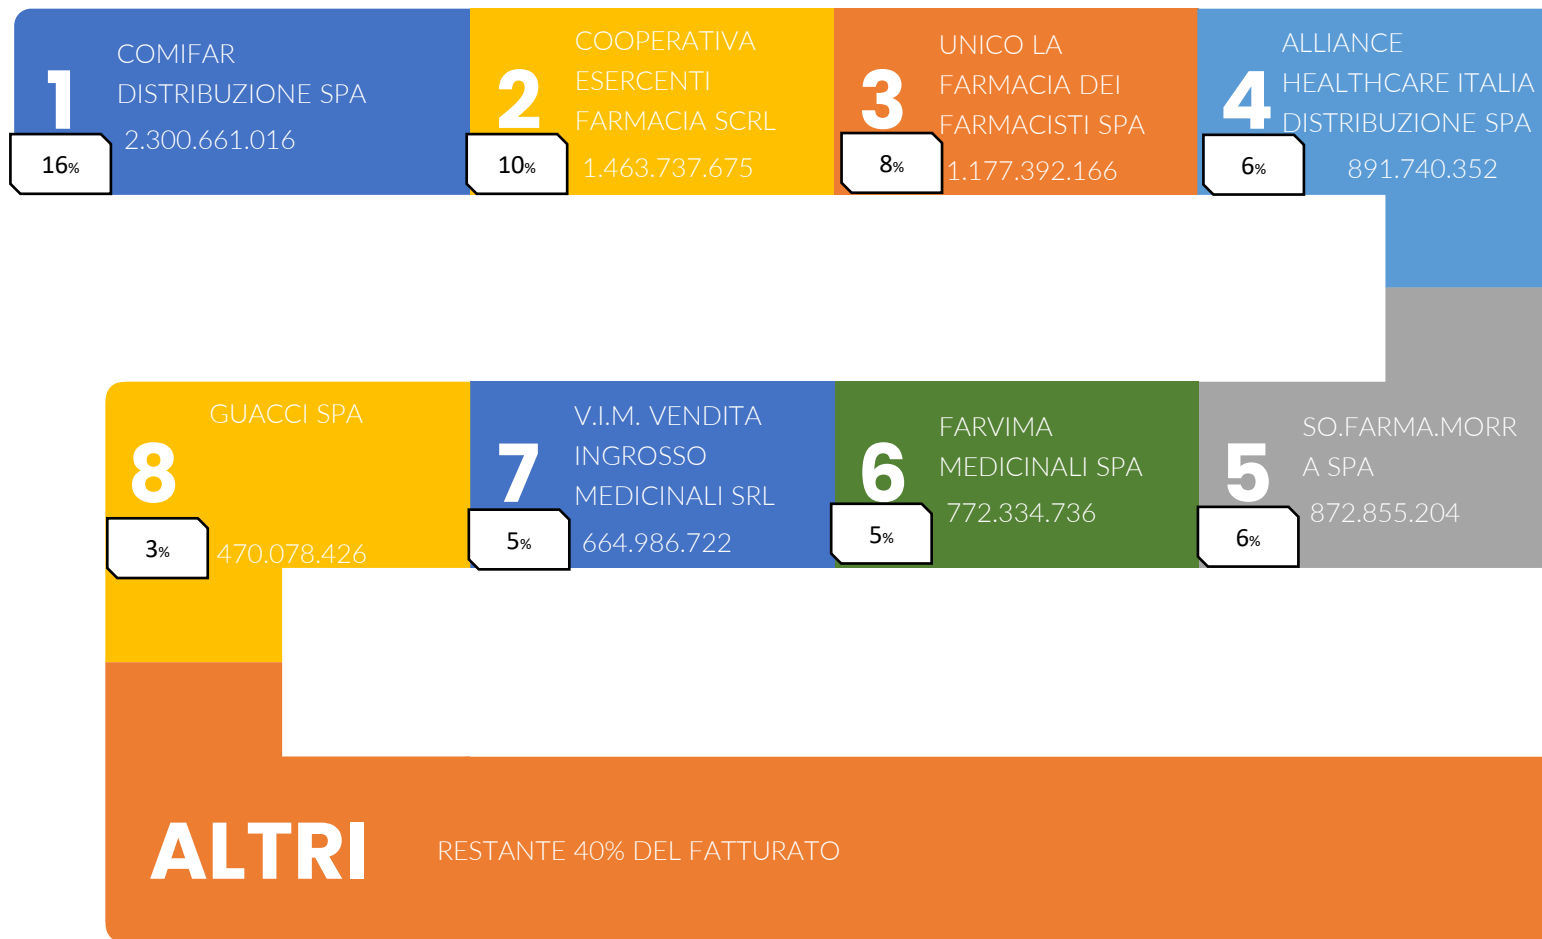 1
COMIFAR
DISTRIBUZIONE SPA
2.300.661.016
16%
2
COOPERATIVA
ESERCENTI
FARMACIA SCRL
1.463.737.675
10%
3
UNICO LA
FARMACIA DEI
FARMACISTI SPA
1.177.392.166
8%
4
ALLIANCE
HEALTHCARE ITALIA
DISTRIBUZIONE SPA
891.740.352
6%
8
GUACCI SPA
470.078.426
3%
7
V.I.M. VENDITA
INGROSSO
MEDICINALI SRL
664.986.722
5%
6
FARVIMA
MEDICINALI SPA
772.334.736
5%
5
SO.FARMA.MORR
A SPA
872.855.204
6%
ALTRI
RESTANTE 40% DEL FATTURATO